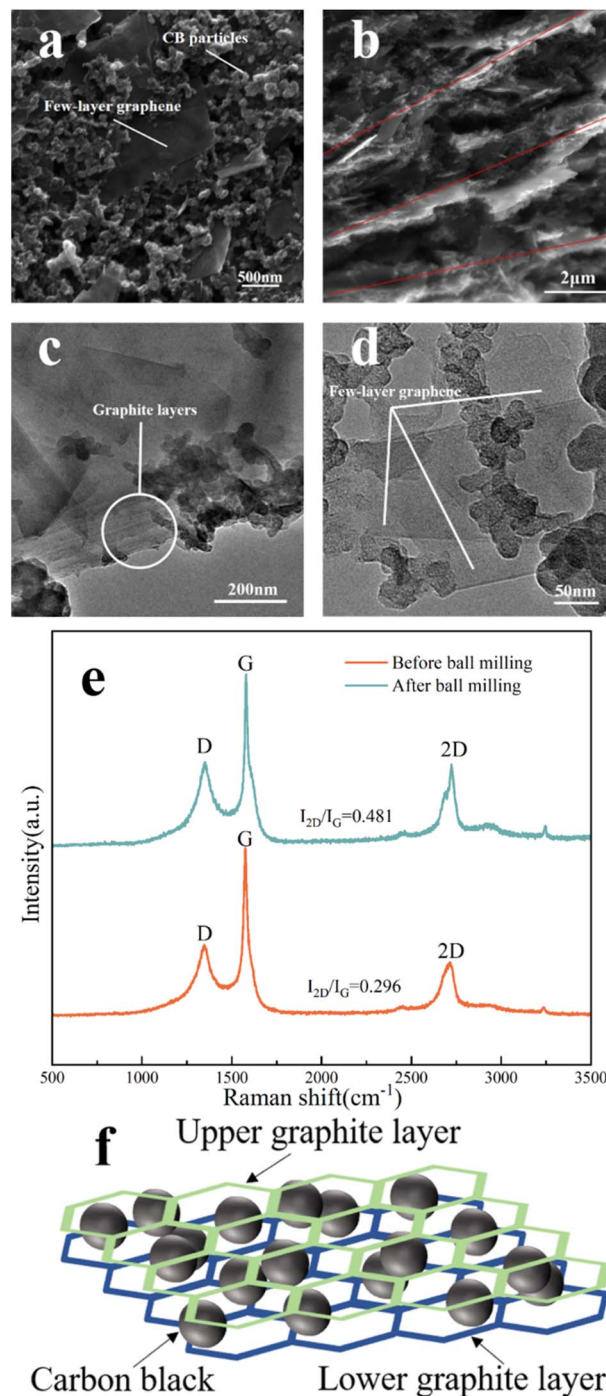 a
CB particles
Few-layer graphene
500nm
b
2μm
c
Graphite layers
200nm
d
Few-layer graphene
50nm
e
Before ball milling
After ball milling
G
D
2D
I2D/IG=0.481
G
D
2D
I2D/IG=0.296
Intensity(a.u.)
500 1000 1500 2000 2500 3000 3500
Raman shift(cm-1)
f
Upper graphite layer
Carbon black
Lower graphite layer